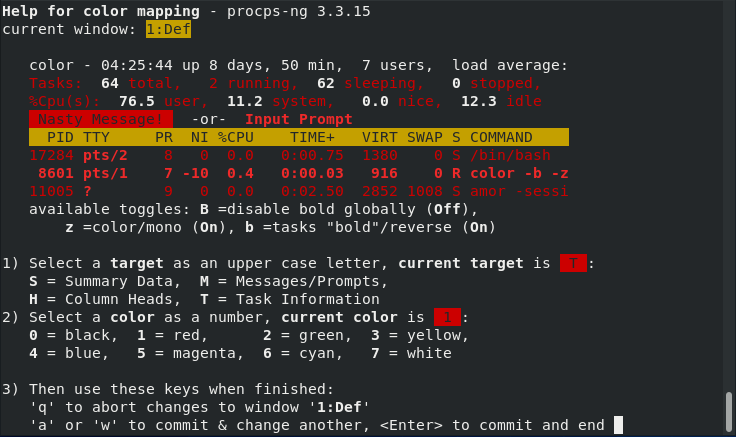 Help for color mapping - procps-ng 3.3.15
current window: 1:Def
color - 04:25:44 up 8 days, 50 min,  7 users,  load average:
Tasks:  64 total,   2 running,  62 sleeping,   0 stopped,
%Cpu(s):  76.5 user,  11.2 system,   0.0 nice,  12.3 idle
Nasty Message!   -or-  Input Prompt
PID TTY     PR  NI %CPU    TIME+   VIRT SWAP S COMMAND
17284 pts/2    8   0  0.0   0:00.75  1380    0 S /bin/bash
8601 pts/1    7 -10  0.4   0:00.03   916    0 R color -b -z
11005 ?        9   0  0.0   0:02.50  2852 1008 S amor -sessi
available toggles: B =disable bold globally (Off),
z =color/mono (On), b =tasks "bold"/reverse (On)
1) Select a target as an upper case letter, current target is  T :
S = Summary Data,  M = Messages/Prompts,
H = Column Heads,  T = Task Information
2) Select a color as a number, current color is  1 :
0 = black,  1 = red,      2 = green,  3 = yellow,
4 = blue,   5 = magenta,  6 = cyan,   7 = white
3) Then use these keys when finished:
'q' to abort changes to window '1:Def'
'a' or 'w' to commit & change another, <Enter> to commit and end